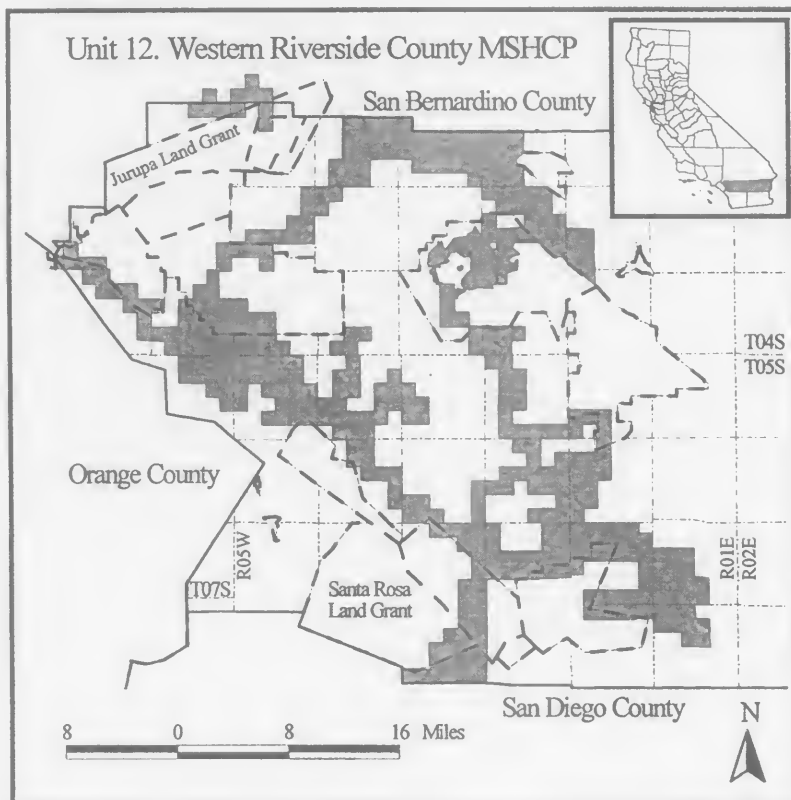 Unit 12. Western Riverside County MSHCP
San Bernardino County
Jurupa Land Grant
T04S
T05S
Orange County
R05W
R01E
R02E
T07S
Santa Rosa
Land Grant
San Diego County
N
8 0 8 16 Miles